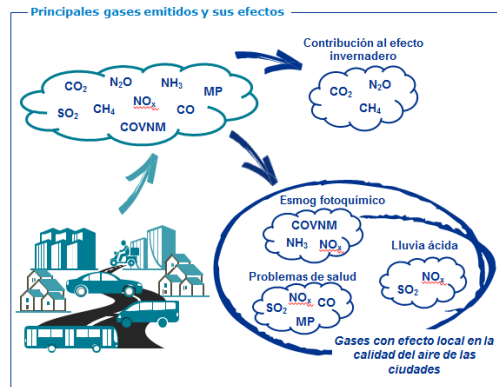 Principales gases emitidos y sus efectos
CO₂
N₂O
NH₃
MP
SO₂
CH₄
NOₓ
CO
COVNM
Contribución al efecto
invernadero
CO₂
N₂O
CH₄
Esmog fotoquímico
COVNM
NH₃
NOₓ
Lluvia ácida
NOₓ
SO₂
Problemas de salud
SO₂
NOₓ
CO
MP
Gases con efecto local en la
calidad del aire de las
ciudades